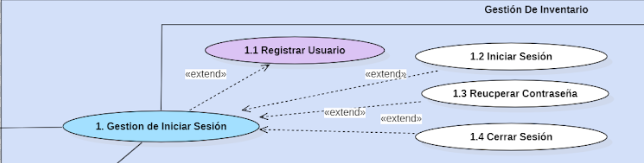 Gestión De Inventario
1.1 Registrar Usuario
1.2 Iniciar Sesión
«extend»
«extend»
1.3 Reucperar Contraseña
«extend»
«extend»
1. Gestion de Iniciar Sesión
1.4 Cerrar Sesión